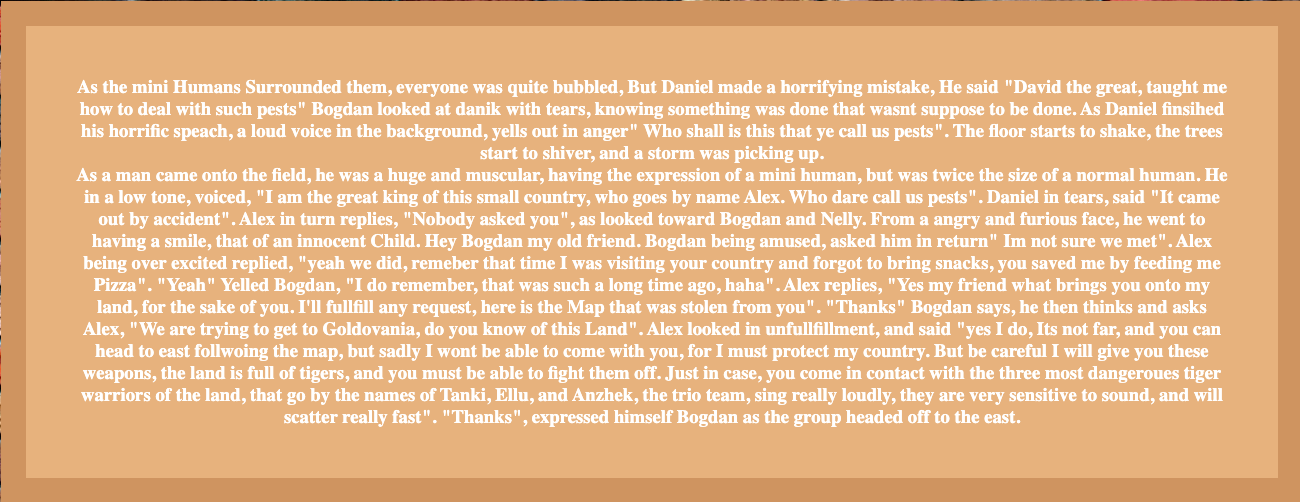 As the mini Humans Surrounded them, everyone was quite bubbled, But Daniel made a horrifying mistake, He said "David the great, taught me
how to deal with such pests" Bogdan looked at danik with tears, knowing something was done that wasnt suppose to be done. As Daniel finsihed
his horrific speach, a loud voice in the background, yells out in anger" Who shall is this that ye call us pests". The floor starts to shake, the trees
start to shiver, and a storm was picking up.
As a man came onto the field, he was a huge and muscular, having the expression of a mini human, but was twice the size of a normal human. He
in a low tone, voiced, "I am the great king of this small country, who goes by name Alex. Who dare call us pests". Daniel in tears, said "It came
out by accident". Alex in turn replies, "Nobody asked you", as looked toward Bogdan and Nelly. From a angry and furious face, he went to
having a smile, that of an innocent Child. Hey Bogdan my old friend. Bogdan being amused, asked him in return" Im not sure we met". Alex
being over excited replied, "yeah we did, remeber that time I was visiting your country and forgot to bring snacks, you saved me by feeding me
Pizza". "Yeah" Yelled Bogdan, "I do remember, that was such a long time ago, haha". Alex replies, "Yes my friend what brings you onto my
land, for the sake of you. I'll fullfill any request, here is the Map that was stolen from you". "Thanks" Bogdan says, he then thinks and asks
Alex, "We are trying to get to Goldovania, do you know of this Land". Alex looked in unfullfillment, and said "yes I do, Its not far, and you can
head to east follwoing the map, but sadly I wont be able to come with you, for I must protect my country. But be careful I will give you these
weapons, the land is full of tigers, and you must be able to fight them off. Just in case, you come in contact with the three most dangeroues tiger
warriors of the land, that go by the names of Tanki, Ellu, and Anzhek, the trio team, sing really loudly, they are very sensitive to sound, and will
scatter really fast". "Thanks", expressed himself Bogdan as the group headed off to the east.